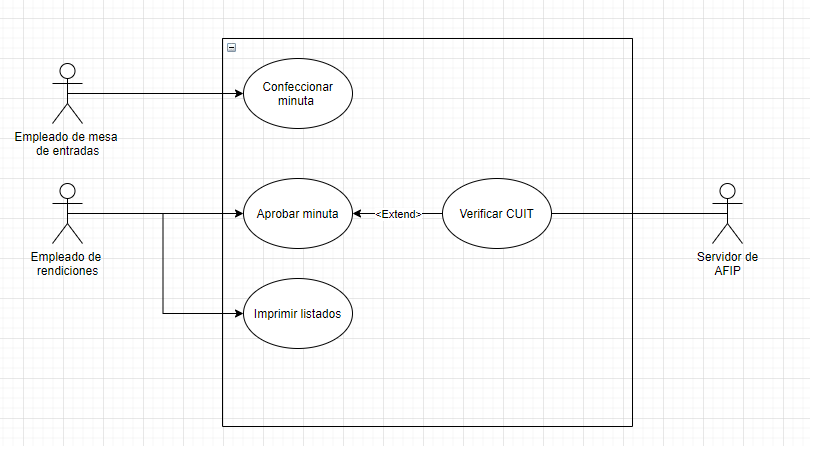 Confeccionar
minuta
Empleado de mesa
de entradas
Aprobar minuta
<Extend>
Verificar CUIT
Empleado de
rendiciones
Servidor de
AFIP
Imprimir listados